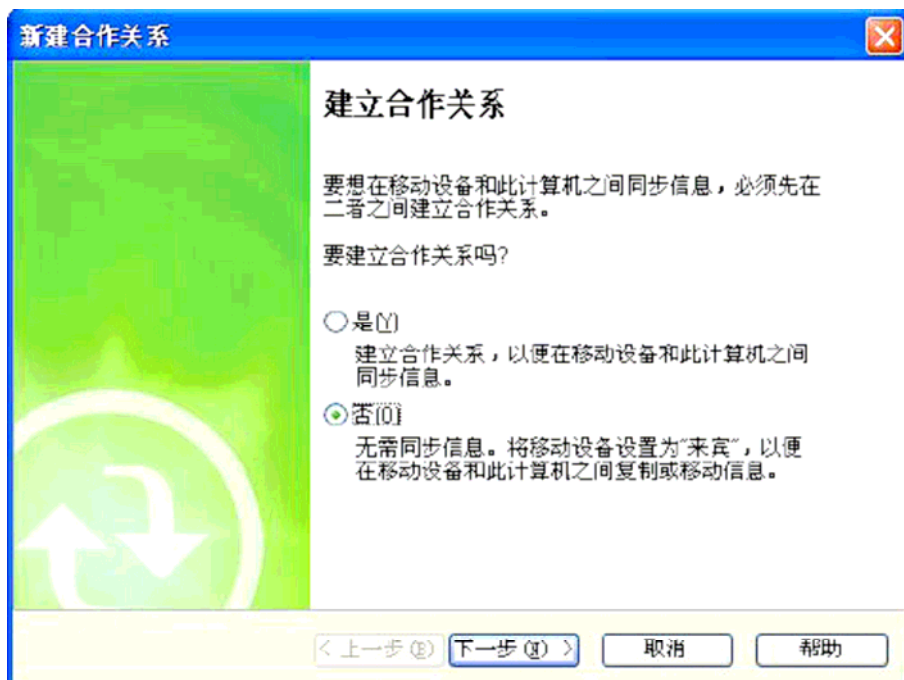 新建合作关系
建立合作关系
要想在移动设备和此计算机之间同步信息，必须先在
二者之间建立合作关系。
要建立合作关系吗?
是(Y)
建立合作关系，以便在移动设备和此计算机之间
同步信息。
否(O)
无需同步信息。将移动设备设置为"来宾"，以便
在移动设备和此计算机之间复制或移动信息。
< 上一步(B) 下一步(N) > 取消 帮助